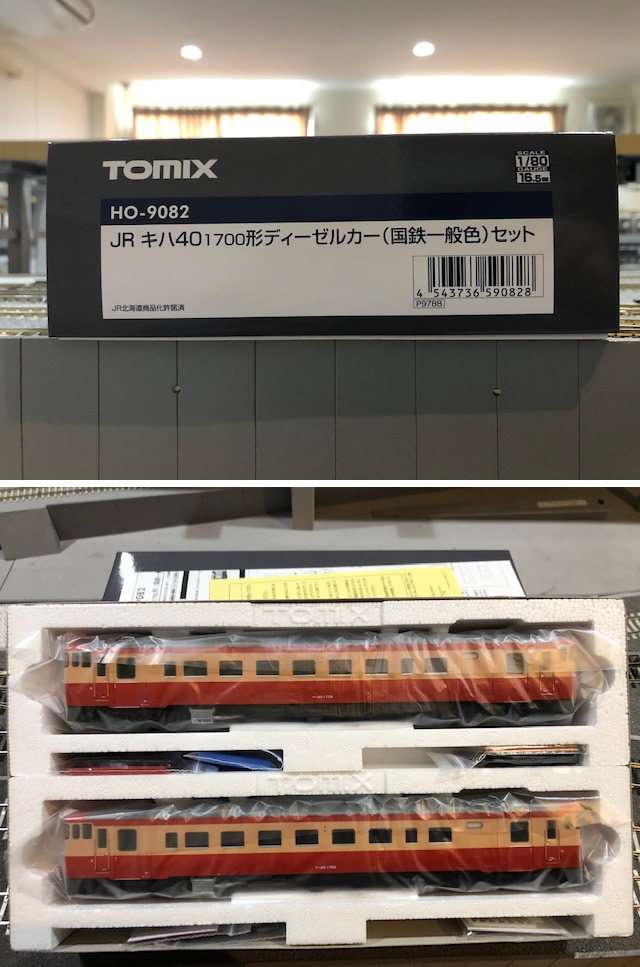 TOMIX
SCALE
1/80
GAUGE
16.5mm
HO-9082
JR キハ40 1700形ディーゼルカー(国鉄一般色)セット
4 543736 590828
P97BB
JR北海道商品化許諾済
TOMIX
TOMIX